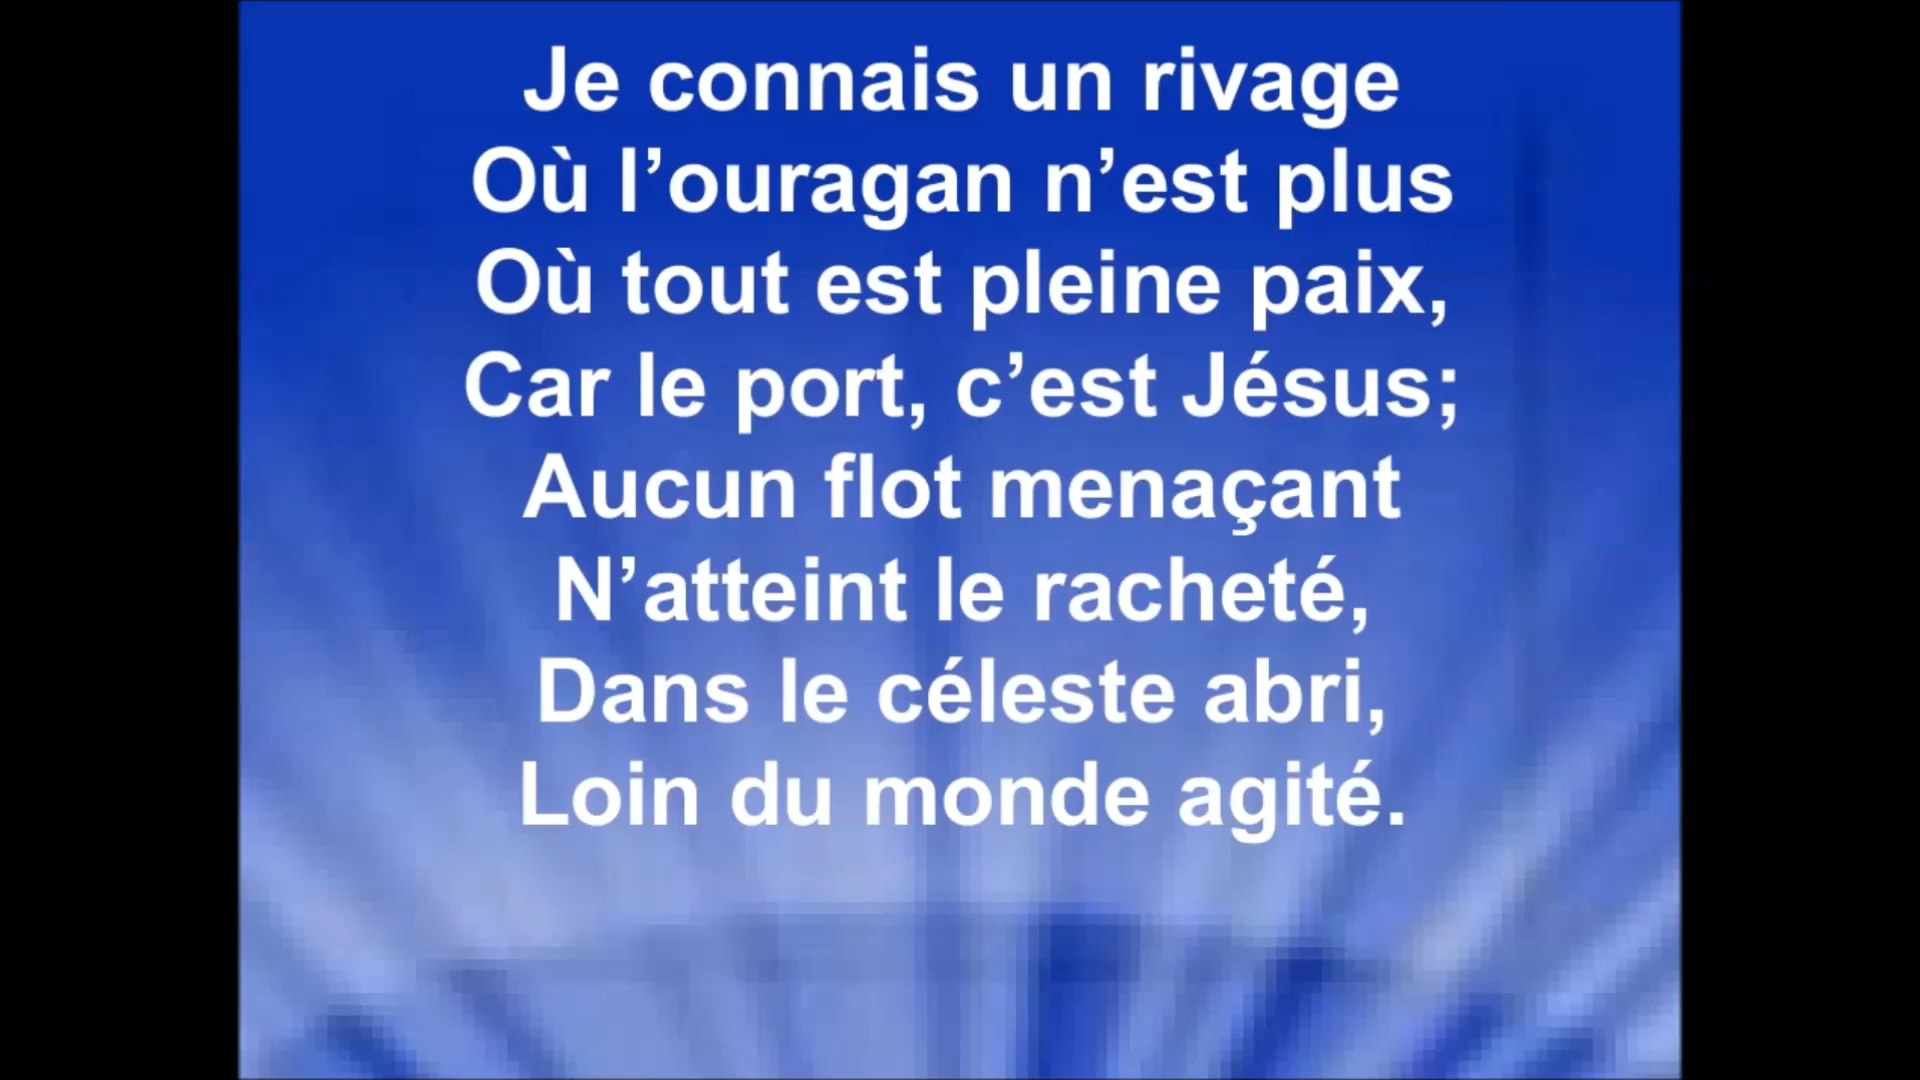 Je connais un rivage
Où l’ouragan n’est plus
Où tout est pleine paix,
Car le port, c’est Jésus;
Aucun flot menaçant
N’atteint le racheté,
Dans le céleste abri,
Loin du monde agité.